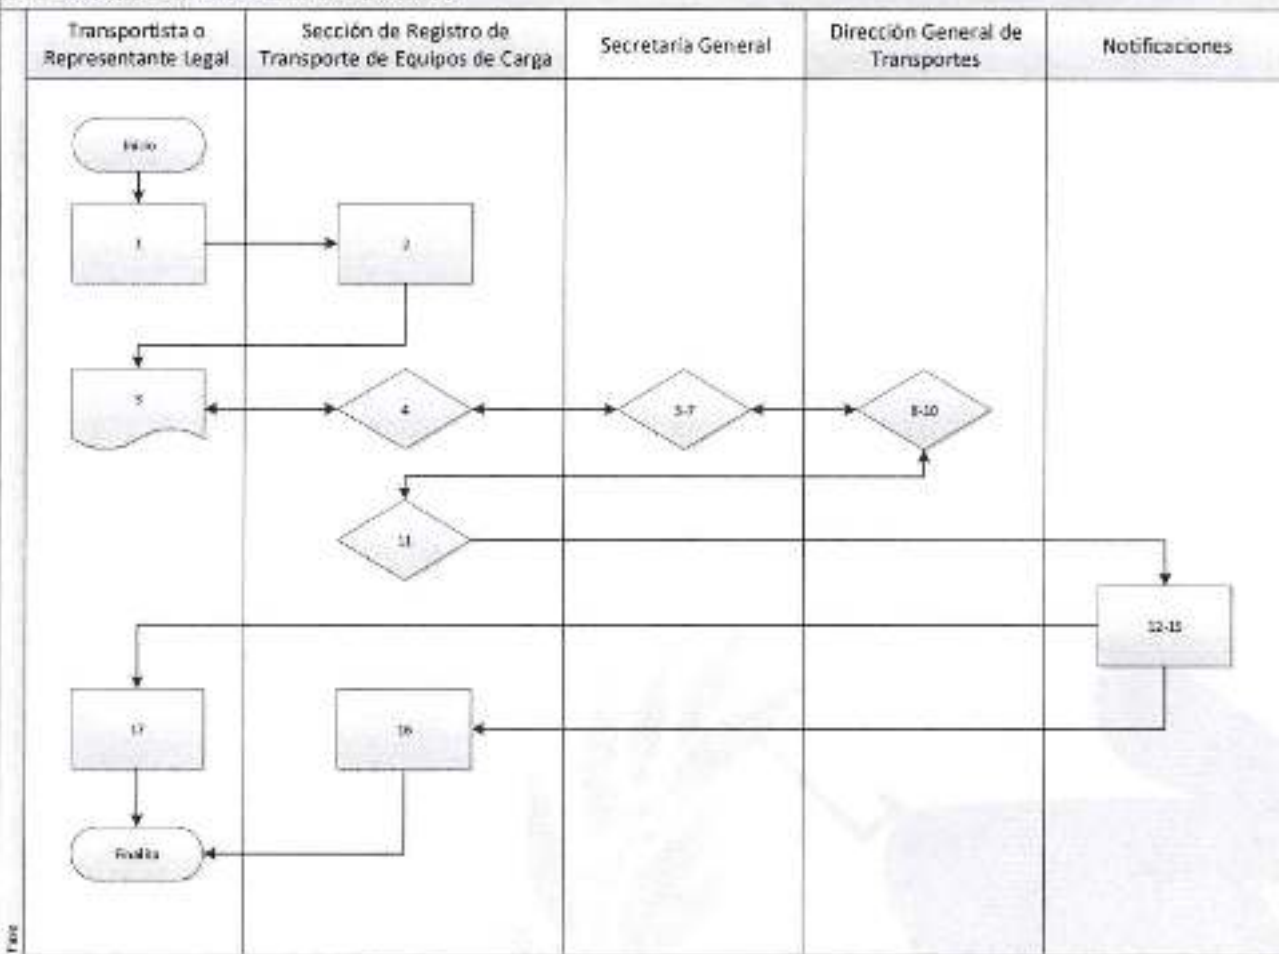 Transportista o
Representante Legal
Sección de Registro de
Transporte de Equipos de Carga
Secretaría General
Dirección General de
Transportes
Notificaciones
Inicio
1
2
3
4
5-7
8-10
11
12-15
17
16
Finaliza